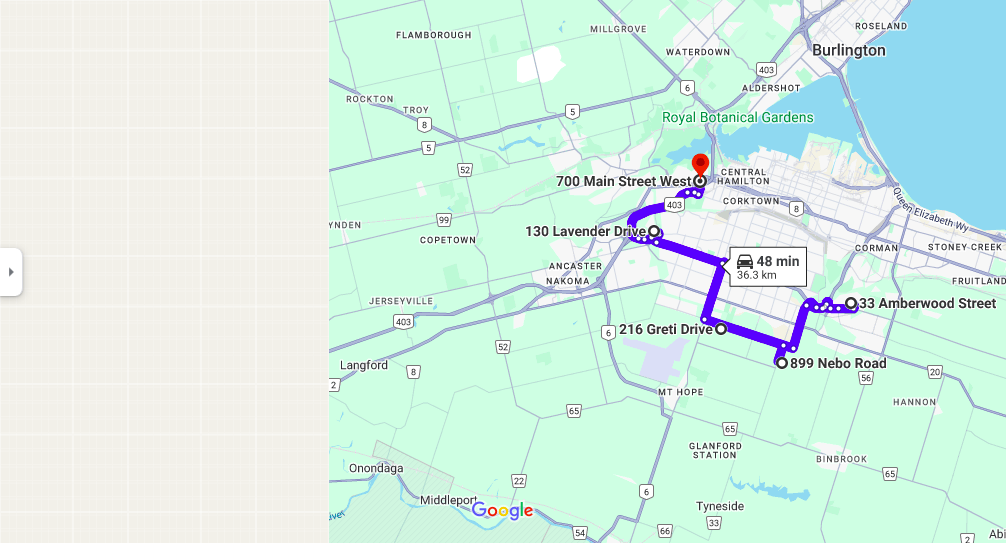 ROSELAND
MILLGROVE
FLAMBOROUGH
Burlington
WATERDOWN
403
ALDERSHOT
6
ROCKTON
TROY
5
8
Royal Botanical Gardens
5
52
CENTRAL
HAMILTON
700 Main Street West
Queen Elizabeth Wy
403
CORKTOWN
8
99
YNDEN
130 Lavender Drive
COPETOWN
CORMAN
STONEY CREEK
48 min
36.3 km
ANCASTER
NAKOMA
FRUITLAND
JERSEYVILLE
33 Amberwood Street
403
216 Greti Drive
6
52
899 Nebo Road
Langford
8
20
56
2
MT HOPE
HANNON
65
65
GLANFORD
STATION
BINBROOK
Onondaga
65
22
6
Middleport
Google
Tyneside
33
54
66
2
Abi